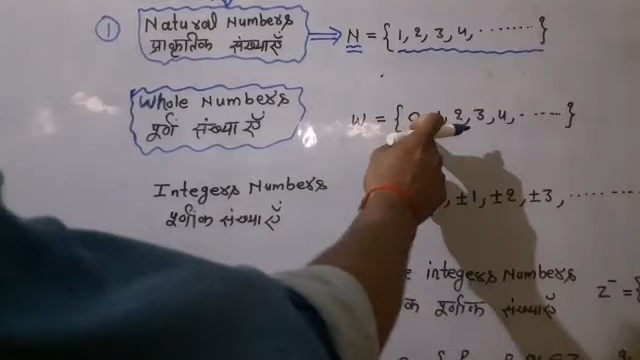 ① Natural Numbers ⇒ N = {1, 2, 3, 4, ........}
प्राकृतिक संख्याएँ
Whole Numbers W = { 2, 3, 4, ......}
पूर्ण संख्याएँ
Integers Numbers , ±1, ±2, ±3, ........
पूर्णांक संख्याएँ
integers Numbers Z⁻ = {
पूर्णांक संख्याएँ